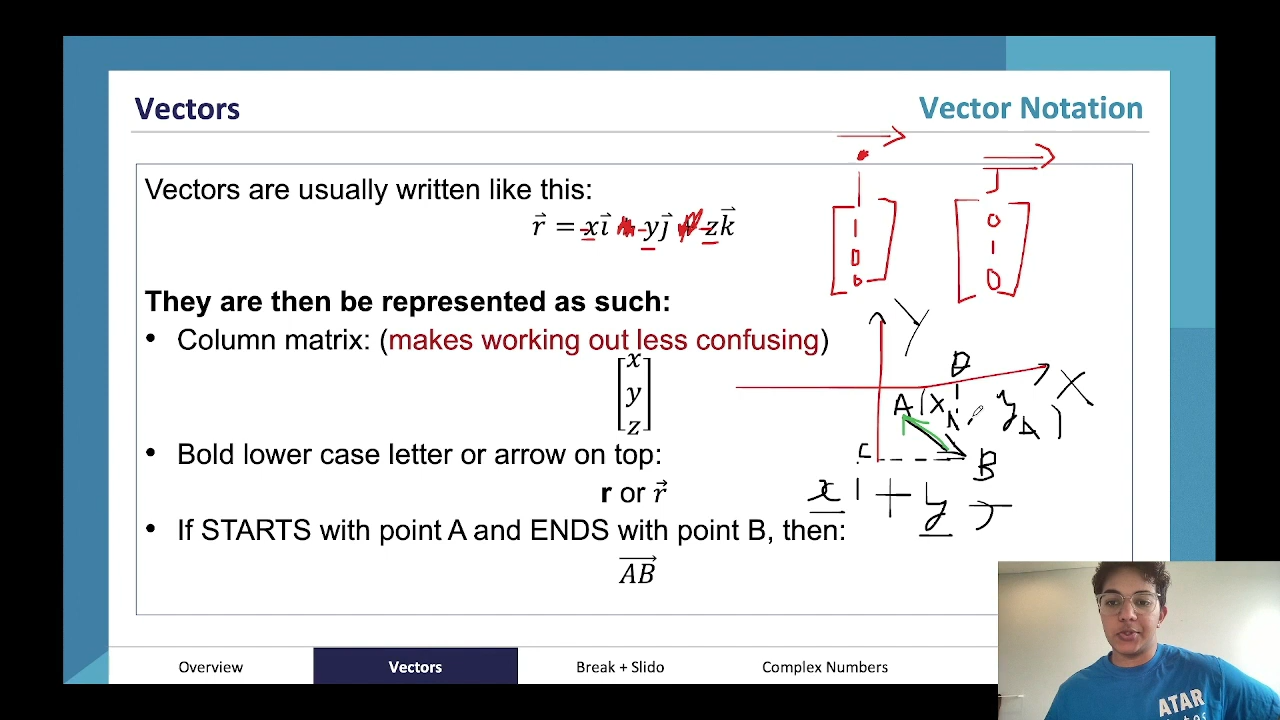 Vectors
Vector Notation
Vectors are usually written like this:
r⃗ = xi⃗ yj⃗ zk⃗
They are then be represented as such:
• Column matrix: (makes working out less confusing)
[x
y
z]
• Bold lower case letter or arrow on top:
r or r⃗
• If STARTS with point A and ENDS with point B, then:
AB
i
[1
0
0]
j
[0
1
0]
Y
X
A(x, y
B
C
x i + y j
Overview
Vectors
Break + Slido
Complex Numbers
ATAR